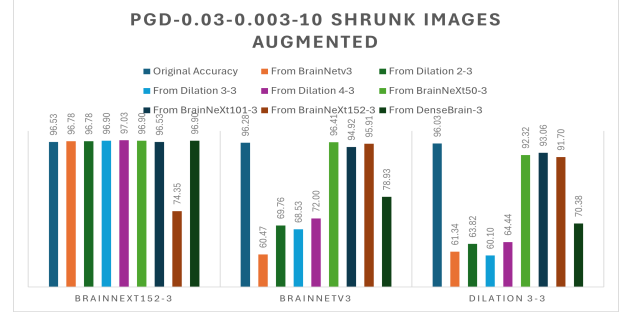 PGD-0.03-0.003-10 SHRUNK IMAGES
AUGMENTED
Original Accuracy From BrainNetv3 From Dilation 2-3
From Dilation 3-3 From Dilation 4-3 From BrainNeXt50-3
From BrainNeXt101-3 From BrainNeXt152-3 From DenseBrain-3
96.53 96.78 96.78 96.90 97.03 96.90 96.53 74.35 96.90
96.28 60.47 69.76 68.53 72.00 96.41 94.92 95.91 78.93
96.03 61.34 63.82 60.10 64.44 92.32 93.06 91.70 70.38
BRAINNEXT152-3 BRAINNETV3 DILATION 3-3